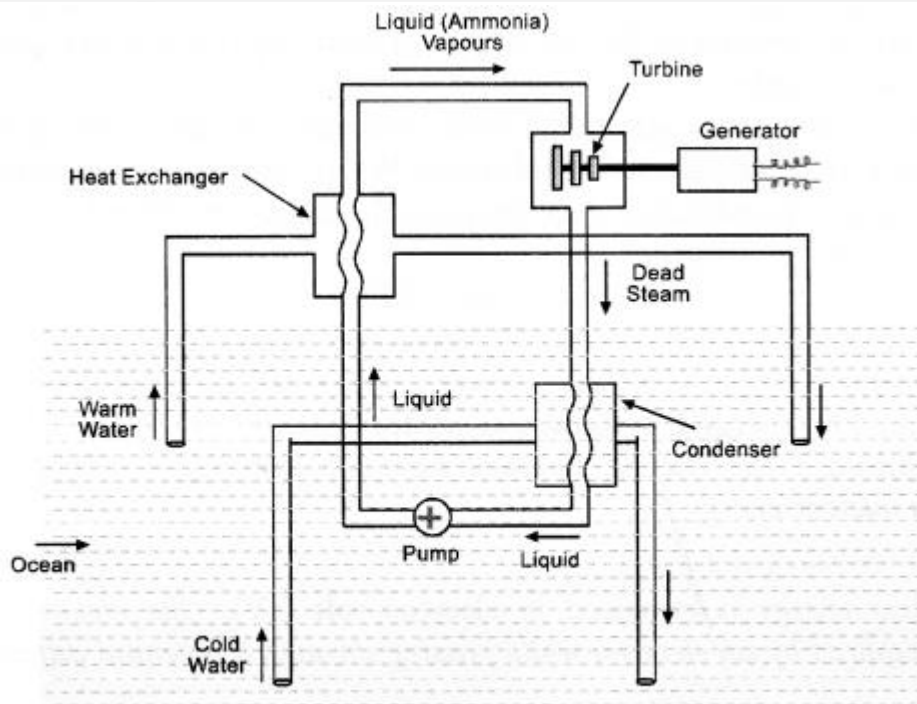 Liquid (Ammonia)
Vapours
Turbine
Generator
Heat Exchanger
Dead
Steam
Liquid
Warm
Water
Condenser
Pump
Liquid
Ocean
Cold
Water